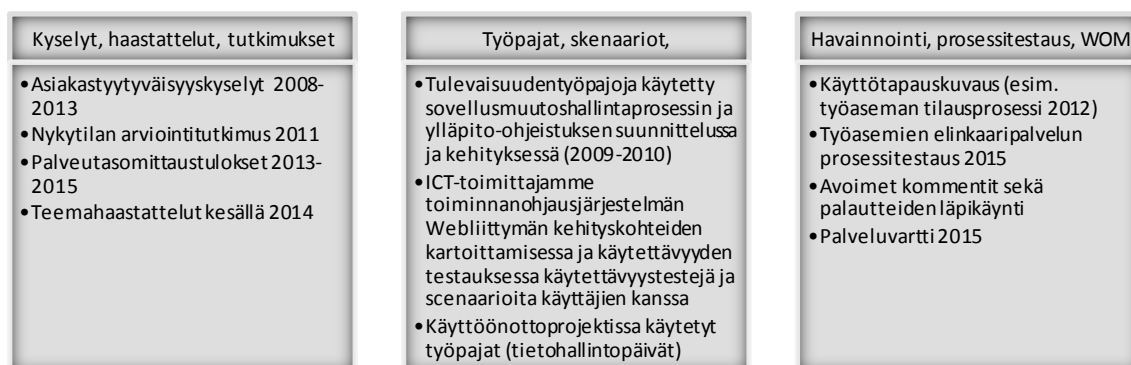 Kyselyt, haastattelut, tutkimukset
•Asiakastyytyväisyyskyselyt 2008-
2013
•Nykytilan arviointitutkimus 2011
•Palveutasomittaustulokset 2013-
2015
•Teemahaastattelut kesällä 2014
Työpajat, skenaariot,
•Tulevaisuudentyöpajoja käytetty
sovellusmuutoshallintaprosessin ja
ylläpito-ohjeistuksen suunnittelussa
ja kehityksessä (2009-2010)
•ICT-toimittajamme
toiminnanohjausjärjestelmän
Webliittymän kehityskohteiden
kartoittamisessa ja käytettävyyden
testauksessa käytettävyystestejä ja
scenaarioita käyttäjien kanssa
•Käyttöönottoprojektissa käytetyt
työpajat (tietohallintopäivät)
Havainnointi, prosessitestaus, WOM
•Käyttötapauskuvaus (esim.
työaseman tilausprosessi 2012)
•Työasemien elinkaaripalvelun
prosessitestaus 2015
•Avoimet kommentit sekä
palautteiden läpikäynti
•Palveluvartti 2015